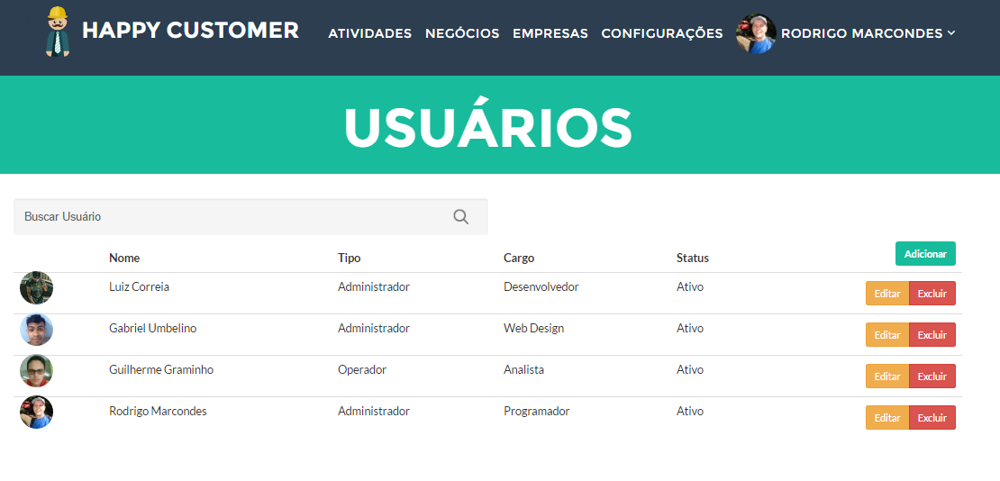 HAPPY CUSTOMER ATIVIDADES NEGÓCIOS EMPRESAS CONFIGURAÇÕES RODRIGO MARCONDES
USUÁRIOS
Buscar Usuário
Nome Tipo Cargo Status Adicionar
Luiz Correia Administrador Desenvolvedor Ativo Editar Excluir
Gabriel Umbelino Administrador Web Design Ativo Editar Excluir
Guilherme Graminho Operador Analista Ativo Editar Excluir
Rodrigo Marcondes Administrador Programador Ativo Editar Excluir